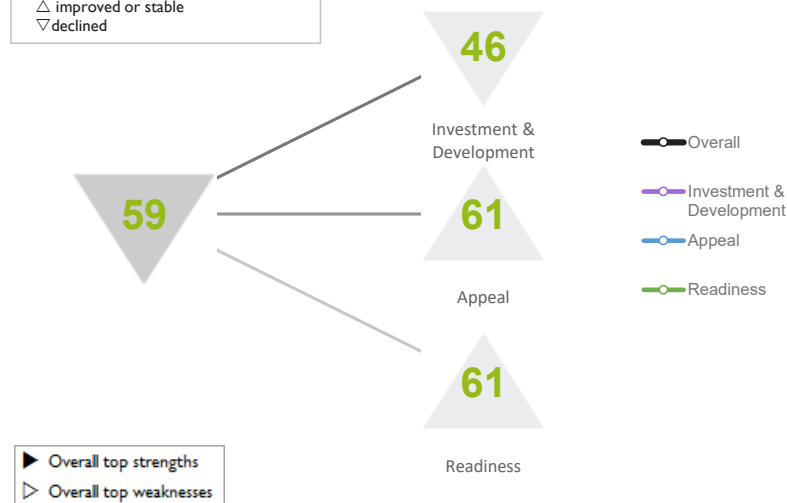 △ improved or stable
▽ declined
46
Investment &
Development
59
61
Appeal
61
Readiness
Overall
Investment &
Development
Appeal
Readiness
▶ Overall top strengths
▷ Overall top weaknesses